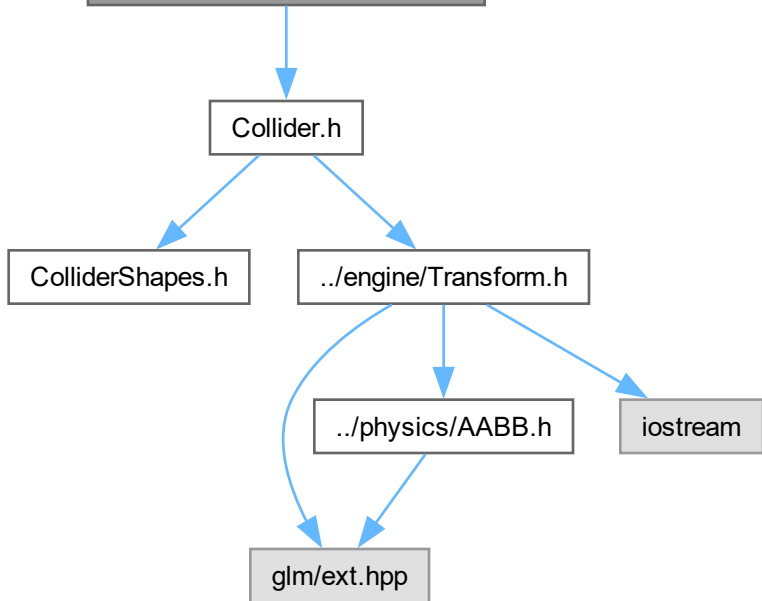 Collider.h
ColliderShapes.h
../engine/Transform.h
../physics/AABB.h
iostream
glm/ext.hpp